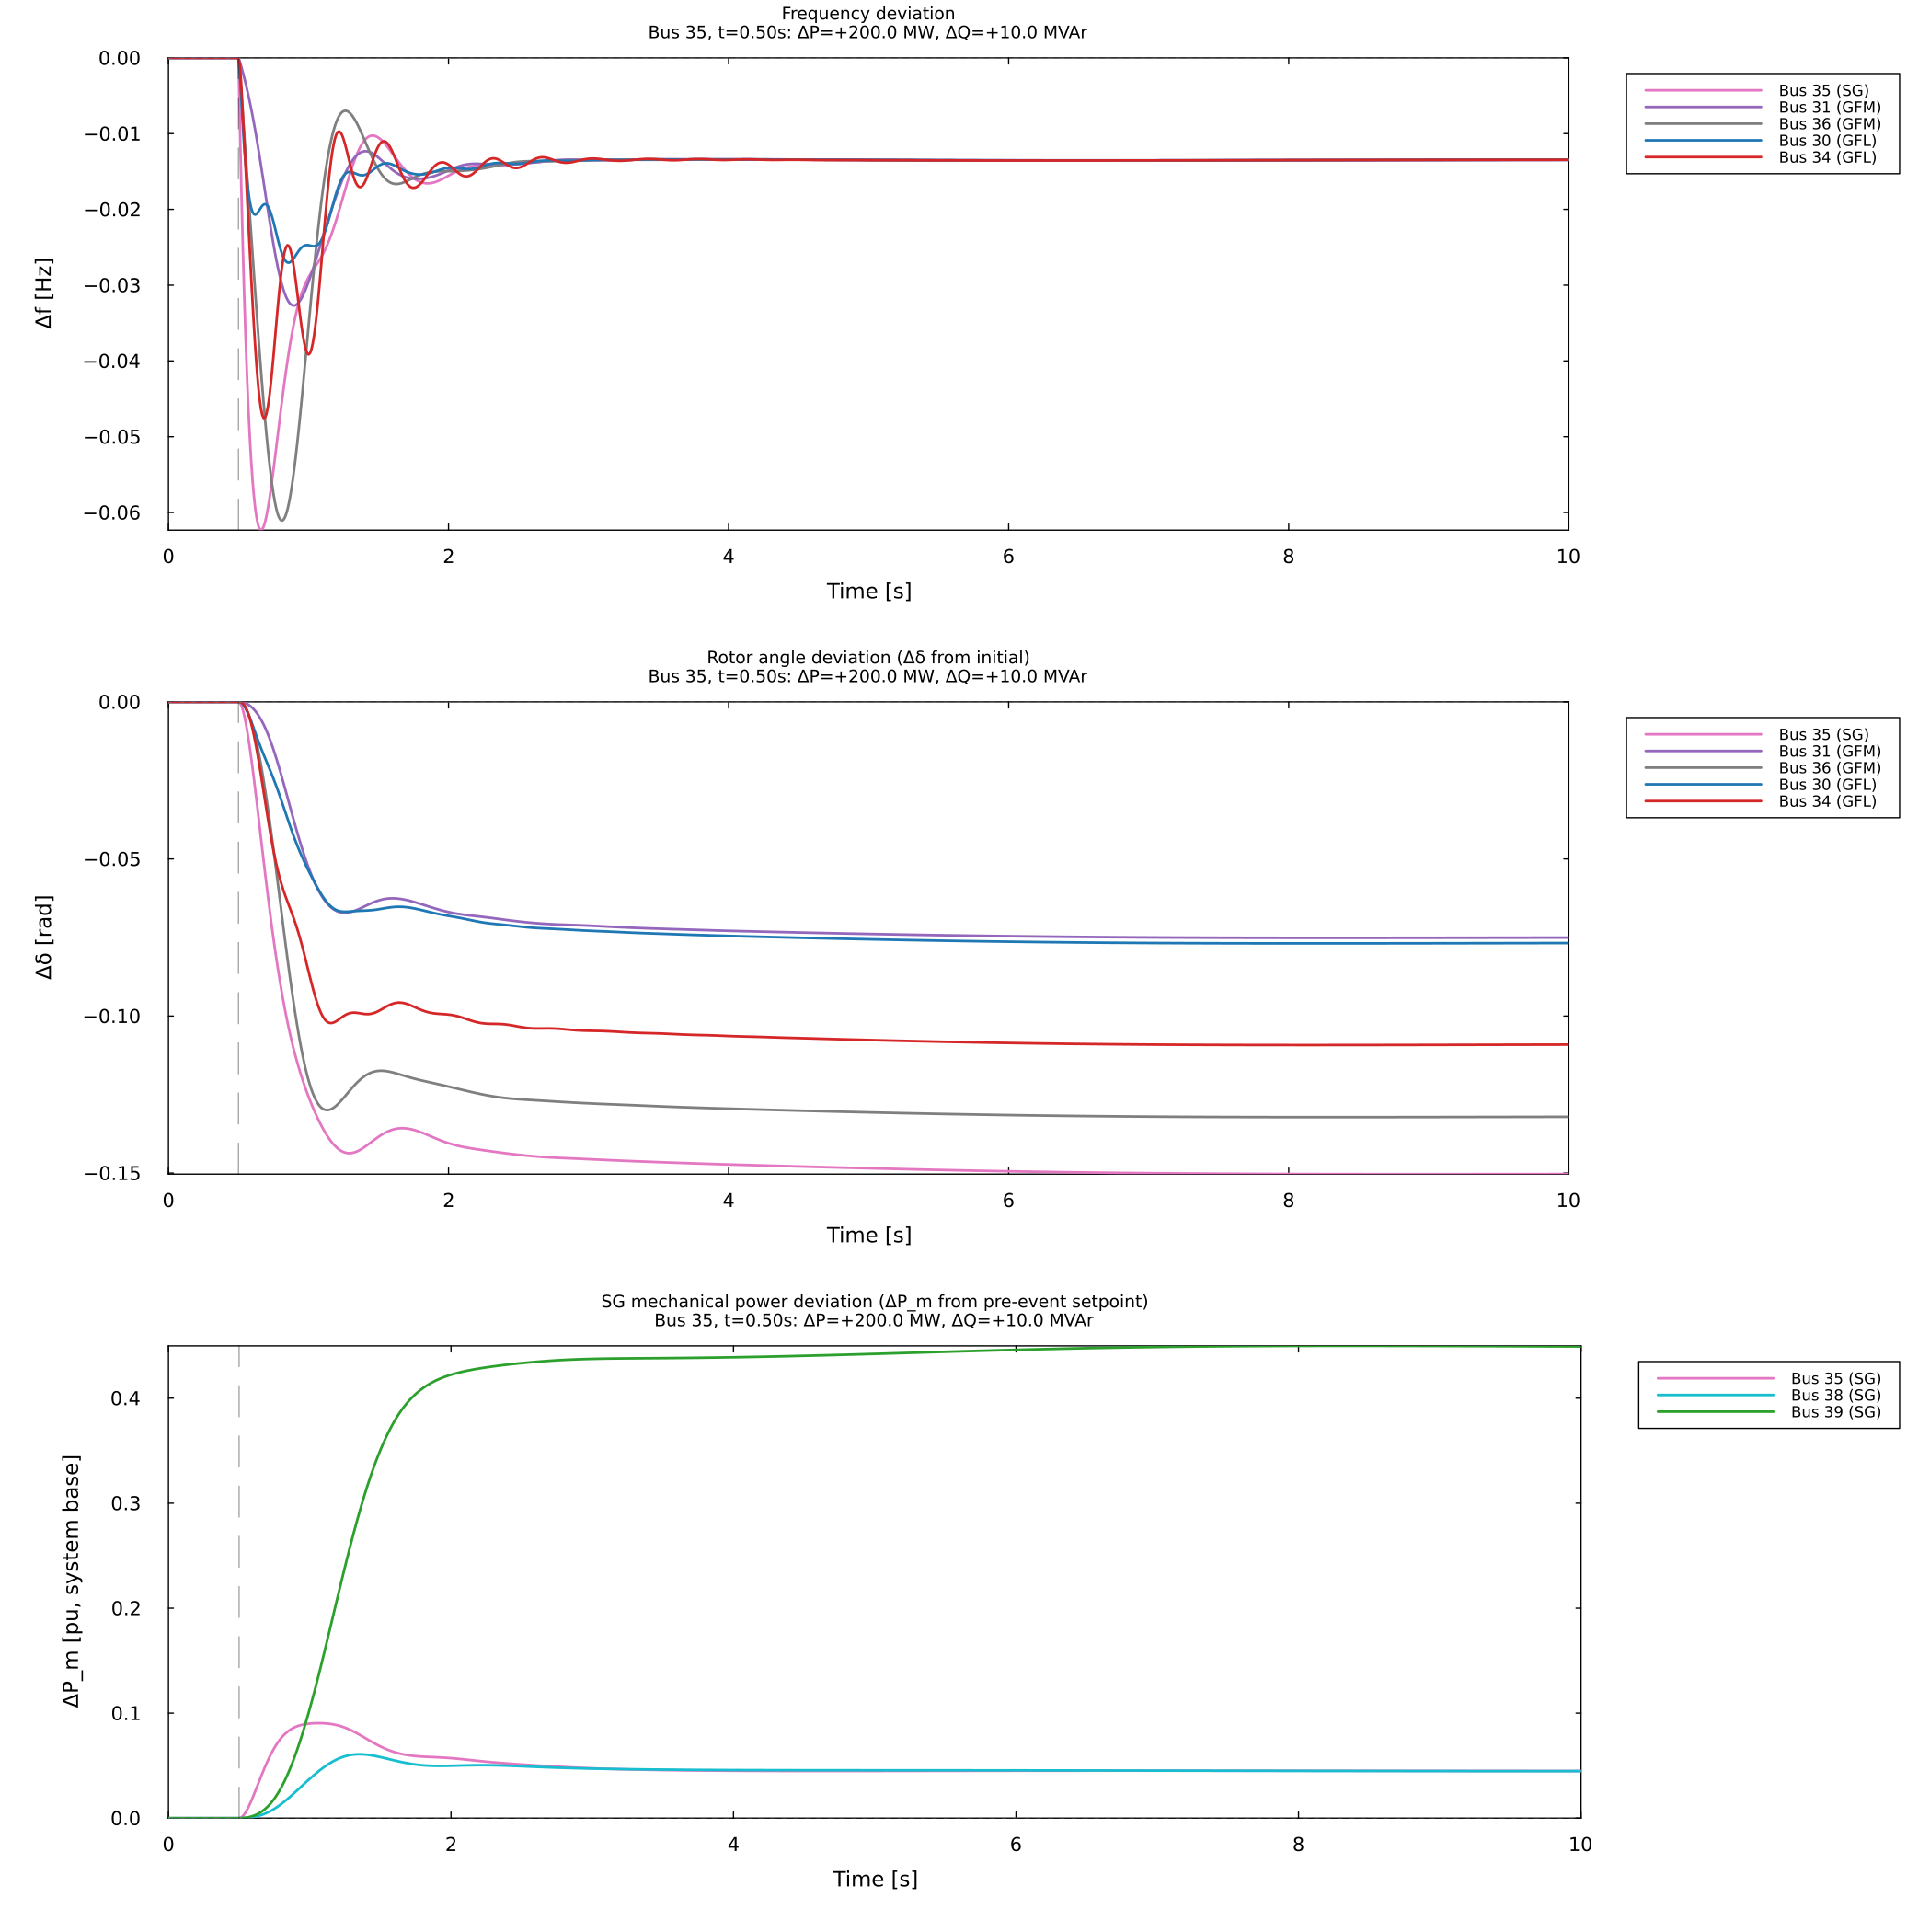 Frequency deviation
Bus 35, t=0.50s: ΔP=+200.0 MW, ΔQ=+10.0 MVAr
0.00
−0.01
−0.02
−0.03
−0.04
−0.05
−0.06
Δf [Hz]
0 2 4 6 8 10
Time [s]
Bus 35 (SG)
Bus 31 (GFM)
Bus 36 (GFM)
Bus 30 (GFL)
Bus 34 (GFL)
Rotor angle deviation (Δδ from initial)
Bus 35, t=0.50s: ΔP=+200.0 MW, ΔQ=+10.0 MVAr
0.00
−0.05
−0.10
−0.15
Δδ [rad]
0 2 4 6 8 10
Time [s]
Bus 35 (SG)
Bus 31 (GFM)
Bus 36 (GFM)
Bus 30 (GFL)
Bus 34 (GFL)
SG mechanical power deviation (ΔP_m from pre-event setpoint)
Bus 35, t=0.50s: ΔP=+200.0 MW, ΔQ=+10.0 MVAr
0.4
0.3
0.2
0.1
0.0
ΔP_m [pu, system base]
0 2 4 6 8 10
Time [s]
Bus 35 (SG)
Bus 38 (SG)
Bus 39 (SG)